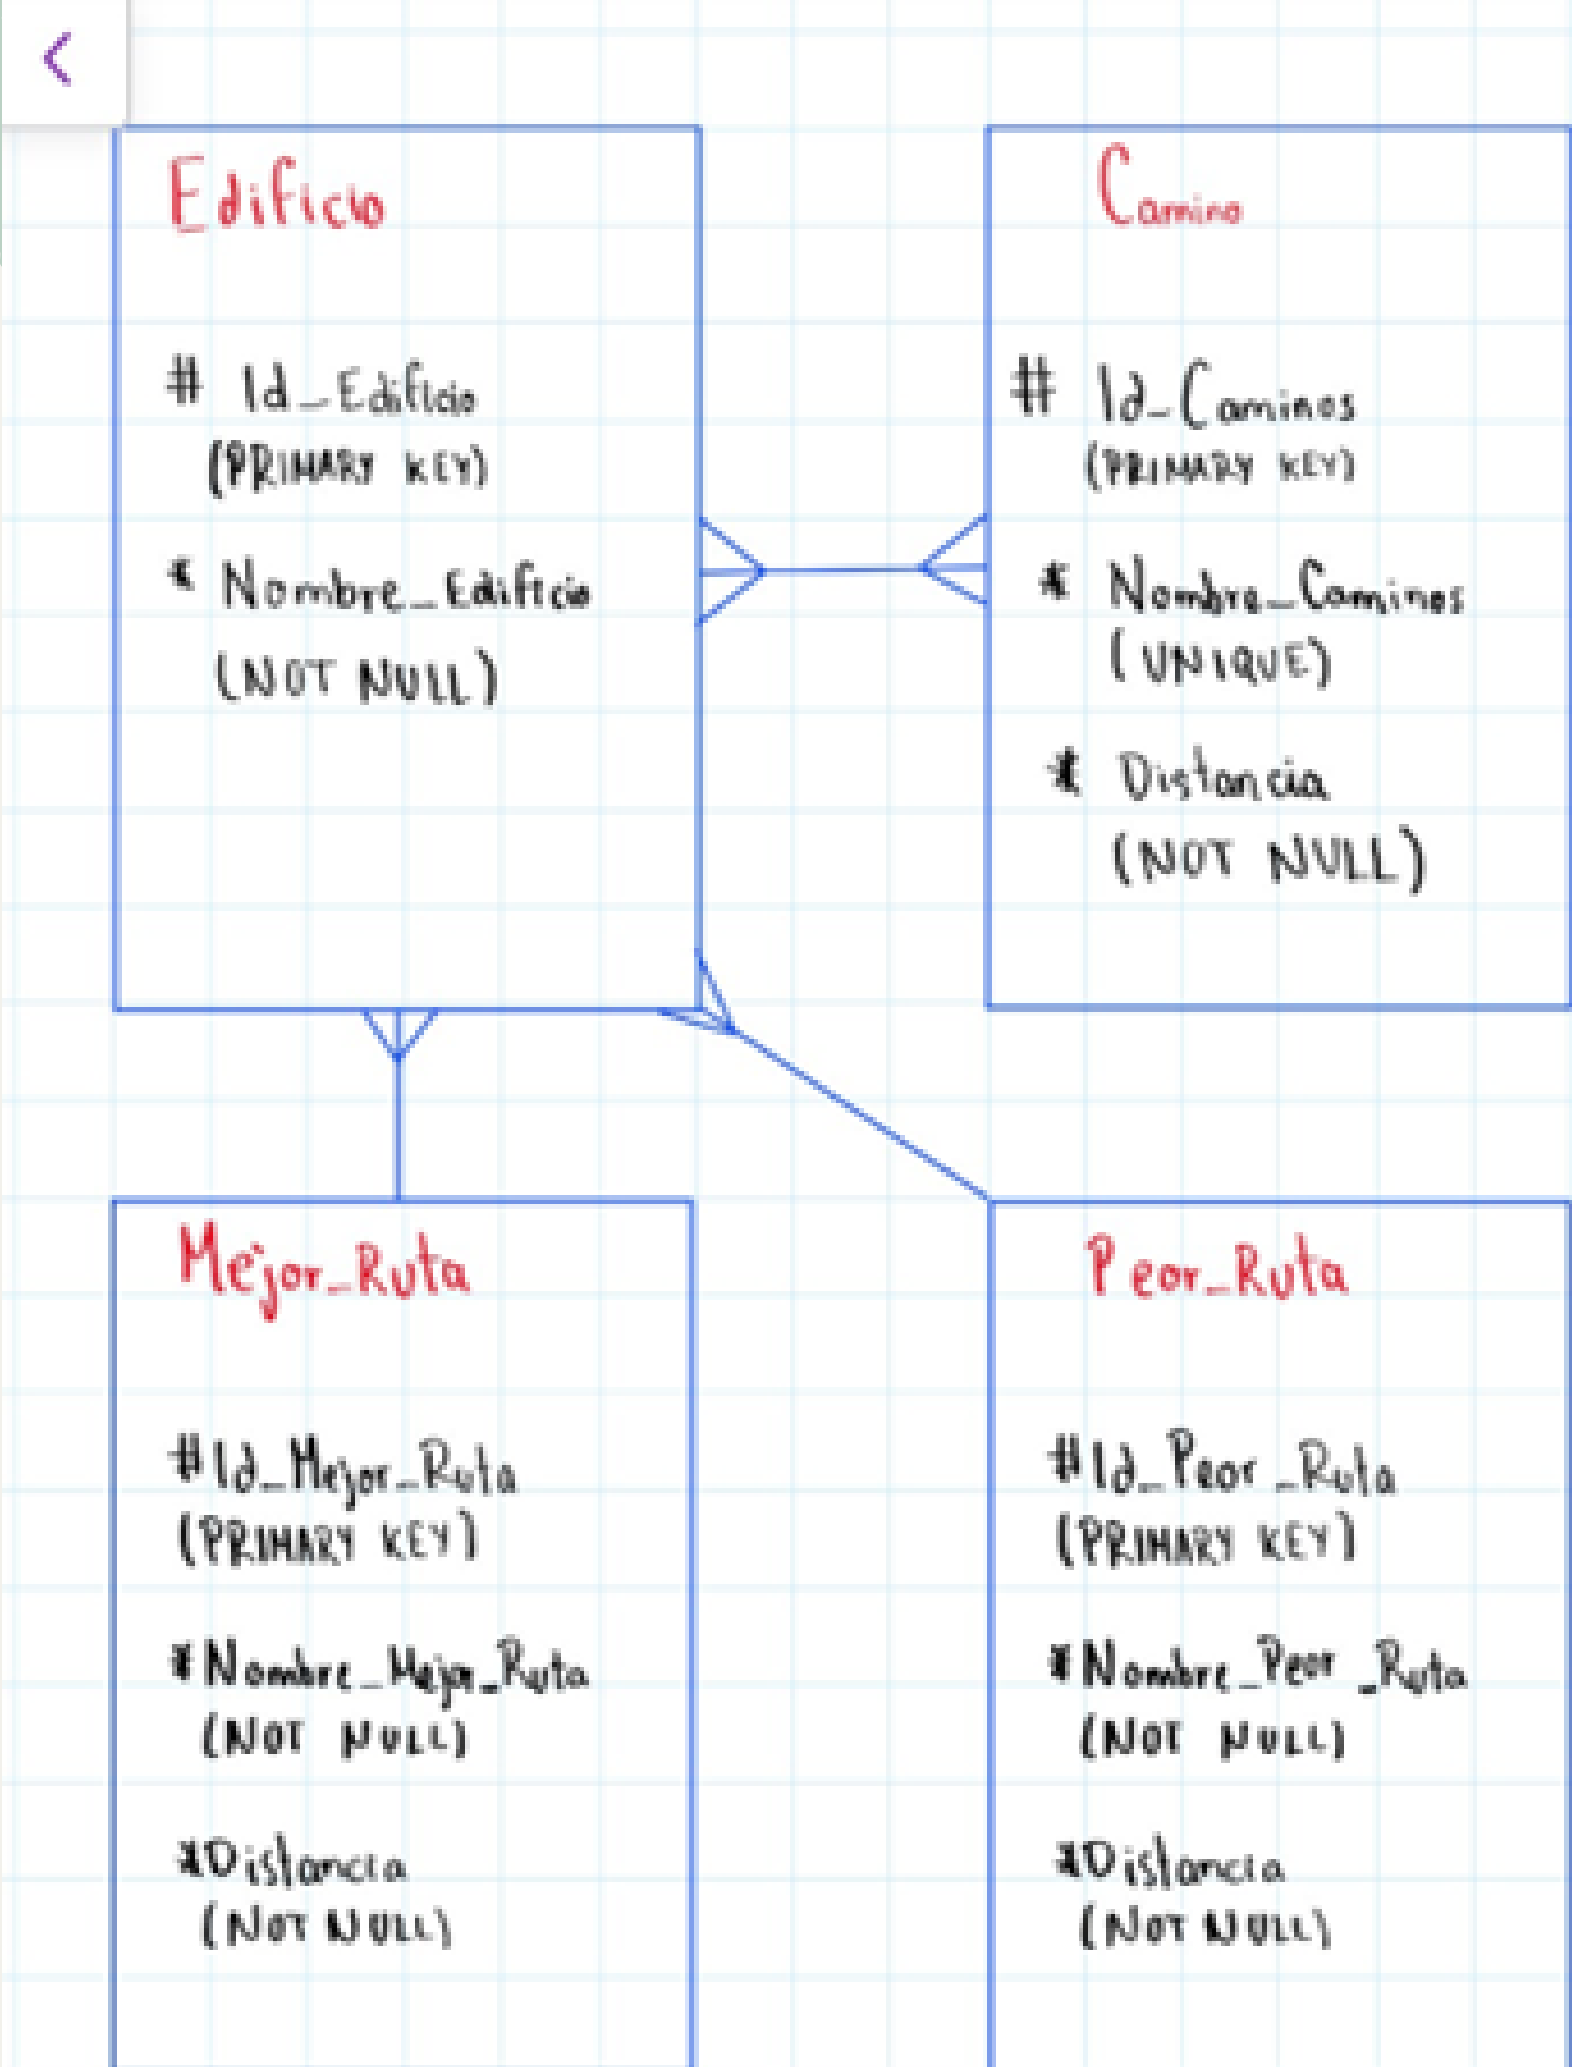 Edificio
# Id_Edificio
(PRIMARY KEY)
* Nombre_Edificio
(NOT NULL)
Camino
# Id_Caminos
(PRIMARY KEY)
* Nombre_Caminos
(UNIQUE)
* Distancia
(NOT NULL)
Mejor_Ruta
#Id_Mejor_Ruta
(PRIMARY KEY)
*Nombre_Mejor_Ruta
(NOT NULL)
*Distancia
(NOT NULL)
Peor_Ruta
#Id_Peor_Ruta
(PRIMARY KEY)
*Nombre_Peor_Ruta
(NOT NULL)
*Distancia
(NOT NULL)